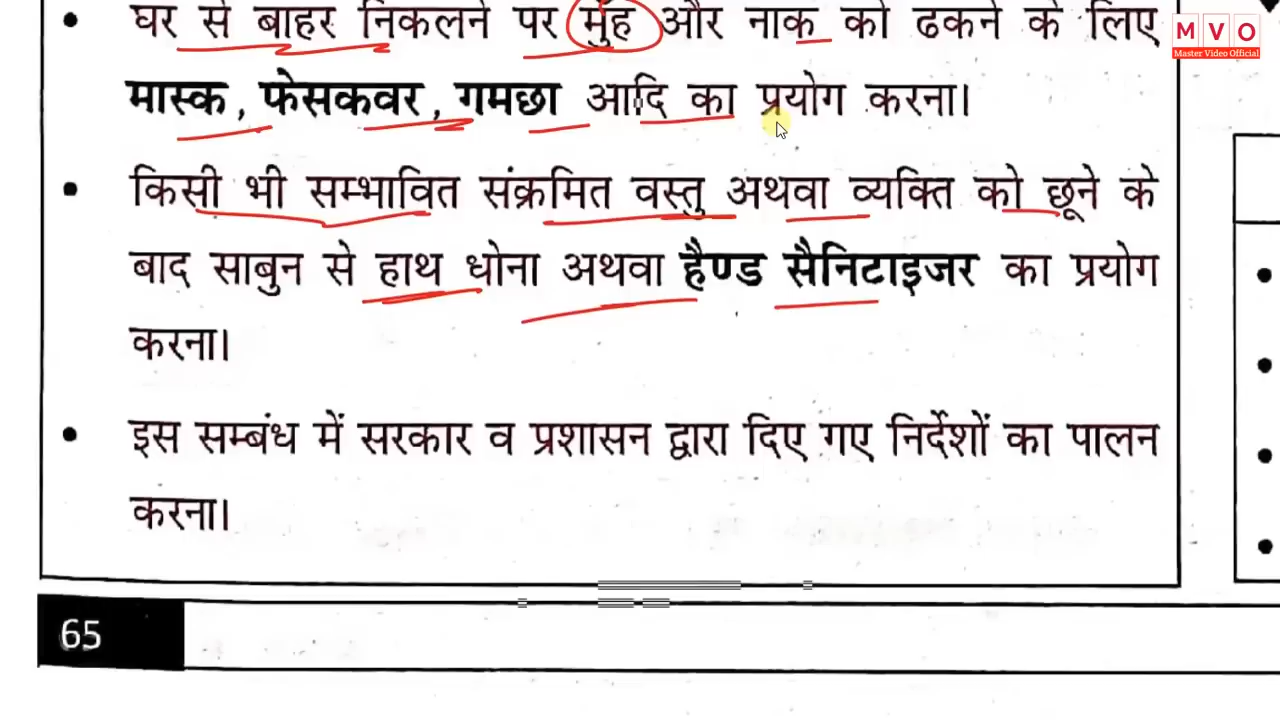 • घर से बाहर निकलने पर मुँह और नाक को ढकने के लिए
मास्क, फेसकवर, गमछा आदि का प्रयोग करना।
• किसी भी सम्भावित संक्रमित वस्तु अथवा व्यक्ति को छूने के
बाद साबुन से हाथ धोना अथवा हैण्ड सैनिटाइजर का प्रयोग
करना।
• इस सम्बंध में सरकार व प्रशासन द्वारा दिए गए निर्देशों का पालन
करना।
65
MVO
Master Video Official